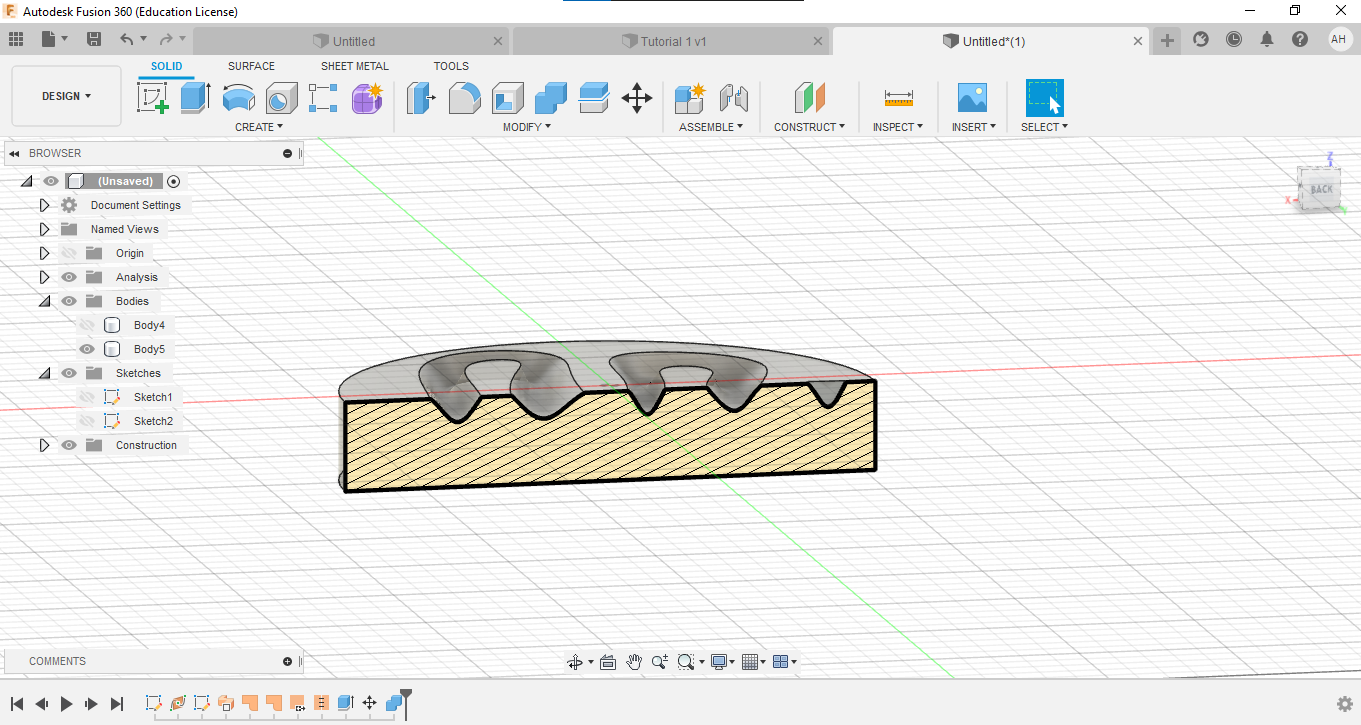 Autodesk Fusion 360 (Education License)
Untitled
Tutorial 1 v1
Untitled*(1)
AH
SOLID SURFACE SHEET METAL TOOLS
DESIGN
CREATE MODIFY ASSEMBLE CONSTRUCT INSPECT INSERT SELECT
BROWSER
(Unsaved)
Document Settings
Named Views
Origin
Analysis
Bodies
Body4
Body5
Sketches
Sketch1
Sketch2
Construction
Z
BACK
X
Y
COMMENTS